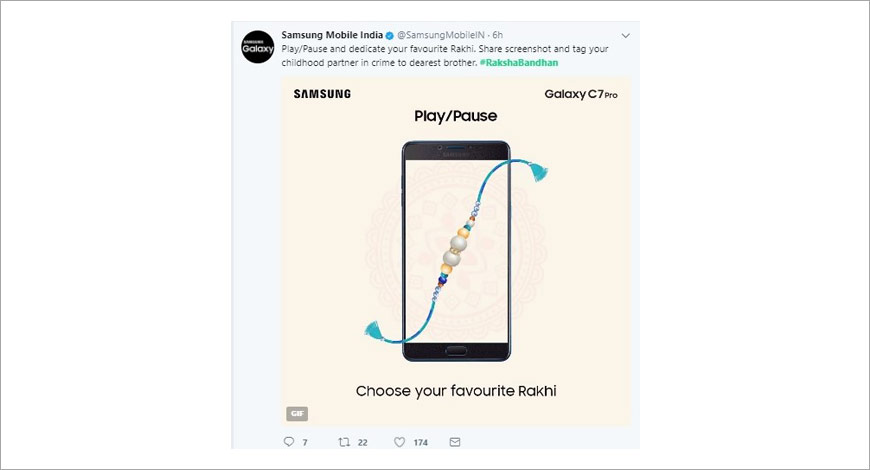 Samsung Mobile India @SamsungMobileIN · 6h
SAMSUNG
Galaxy
Play/Pause and dedicate your favourite Rakhi. Share screenshot and tag your
childhood partner in crime to dearest brother. #RakshaBandhan
SAMSUNG
Galaxy C7 Pro
Play/Pause
SAMSUNG
Choose your favourite Rakhi
GIF
7 22 174